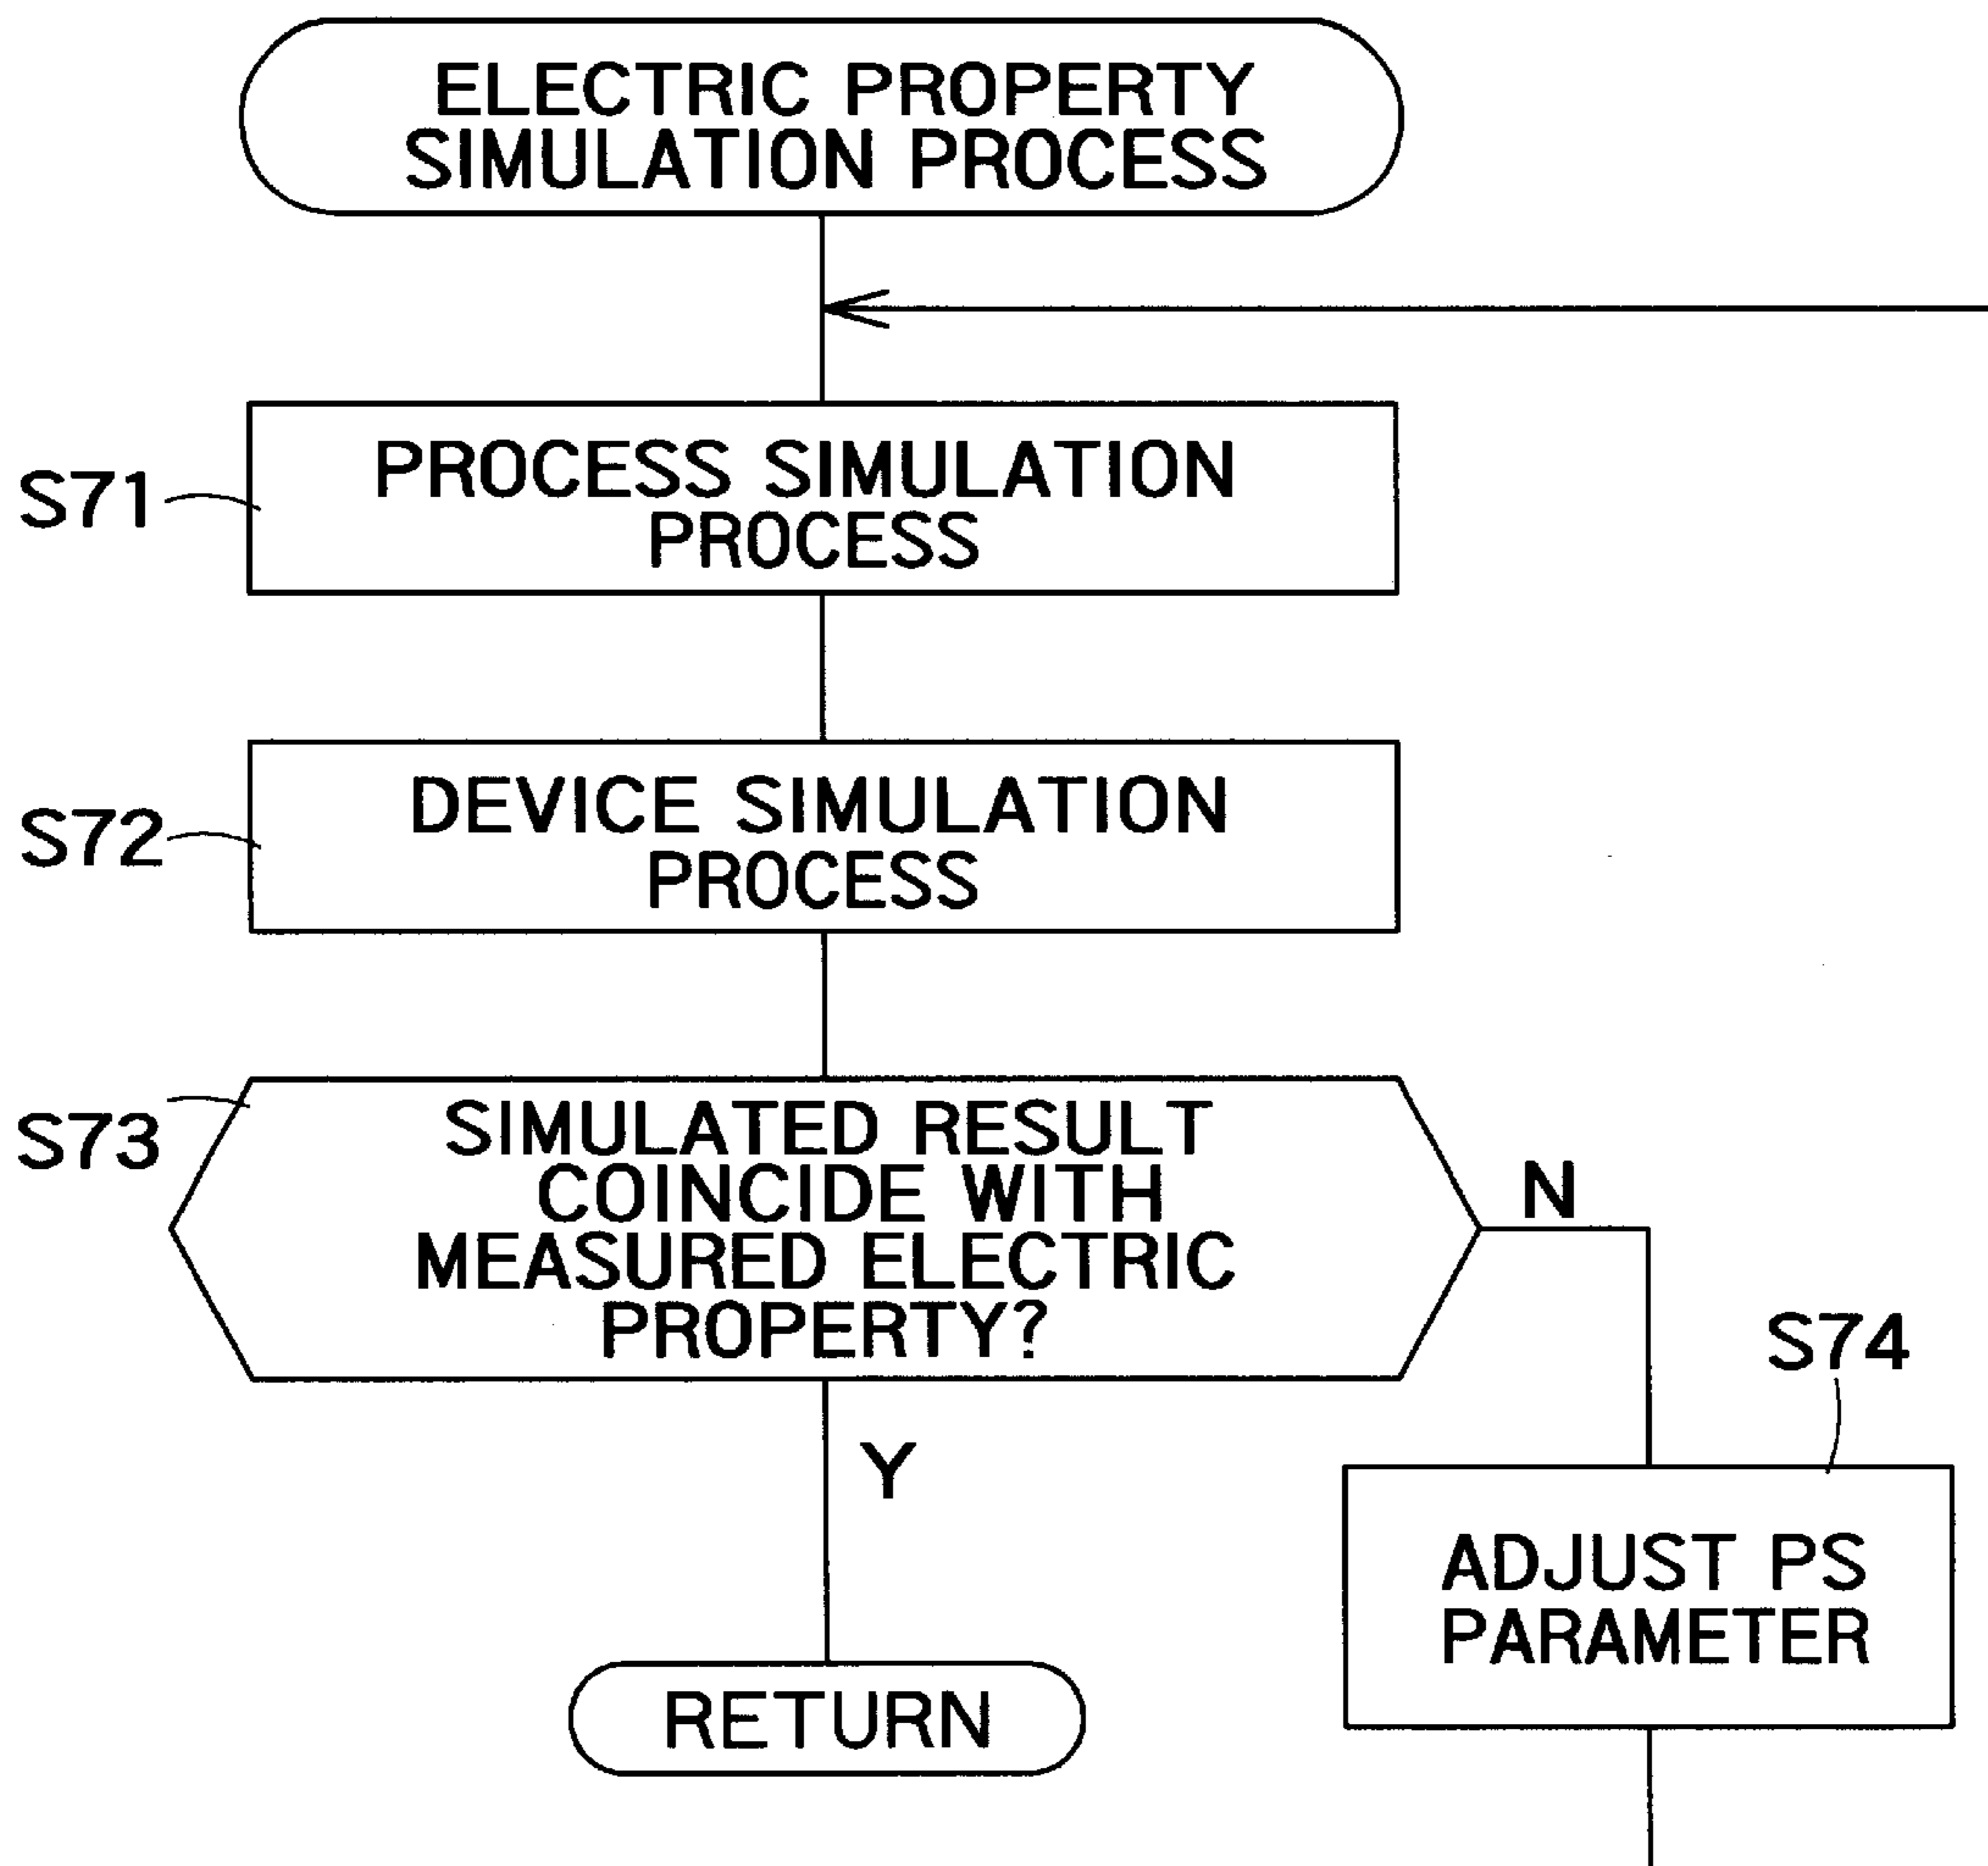 ELECTRIC PROPERTY
SIMULATION PROCESS
S71
PROCESS SIMULATION
PROCESS
S72
DEVICE SIMULATION
PROCESS
S73
SIMULATED RESULT
COINCIDE WITH
MEASURED ELECTRIC
PROPERTY?
N
S74
Y
ADJUST PS
PARAMETER
RETURN